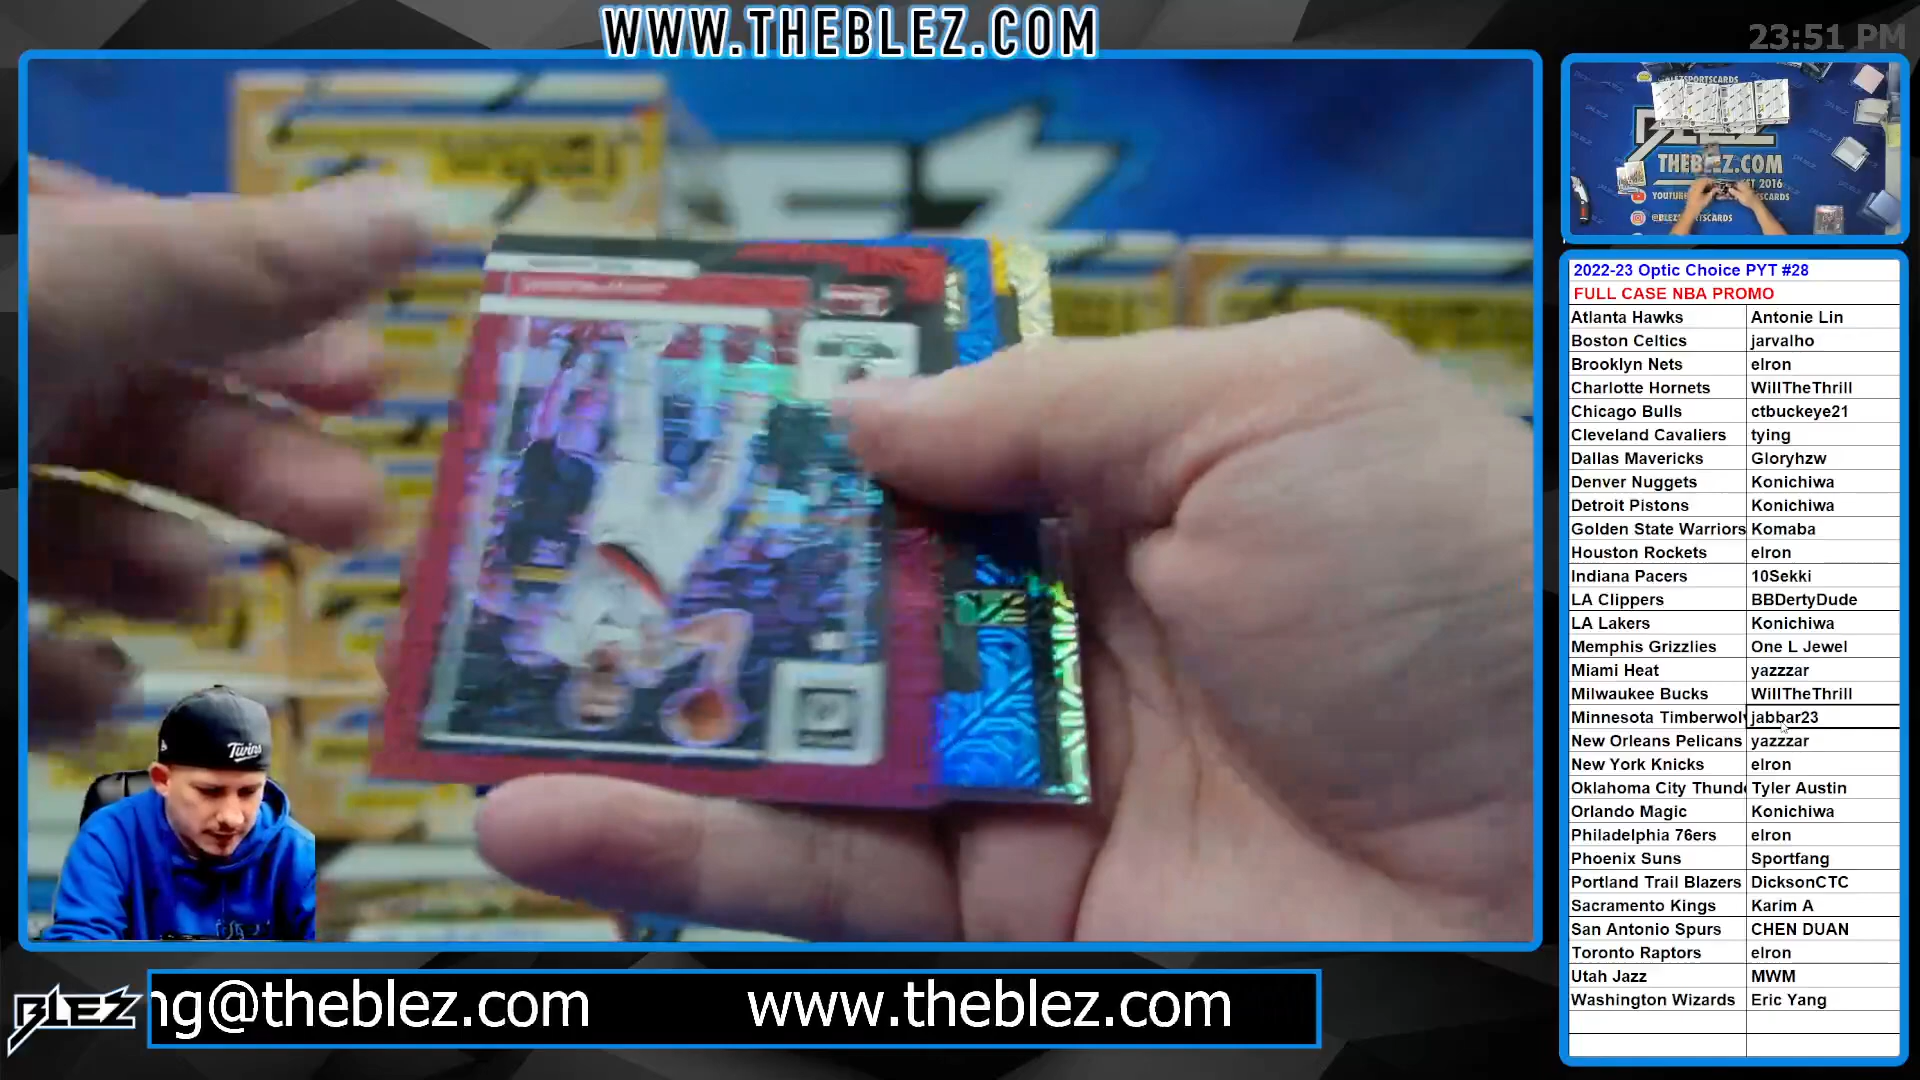 WWW.THEBLEZ.COM
23:51 PM
BLEZ
THEBLEZ.COM
2022-23 Optic Choice PYT #28
FULL CASE NBA PROMO
Atlanta Hawks Antonie Lin
Boston Celtics jarvalho
Brooklyn Nets elron
Charlotte Hornets WillTheThrill
Chicago Bulls ctbuckeye21
Cleveland Cavaliers tying
Dallas Mavericks Gloryhzw
Denver Nuggets Konichiwa
Detroit Pistons Konichiwa
Golden State Warriors Komaba
Houston Rockets elron
Indiana Pacers 10Sekki
LA Clippers BBDertyDude
LA Lakers Konichiwa
Memphis Grizzlies One L Jewel
Miami Heat yazzzar
Milwaukee Bucks WillTheThrill
Minnesota Timberwolv jabbar23
New Orleans Pelicans yazzzar
New York Knicks elron
Oklahoma City Thund Tyler Austin
Orlando Magic Konichiwa
Philadelphia 76ers elron
Phoenix Suns Sportfang
Portland Trail Blazers DicksonCTC
Sacramento Kings Karim A
San Antonio Spurs CHEN DUAN
Toronto Raptors elron
Utah Jazz MWM
Washington Wizards Eric Yang
Twins
BLEZ
ng@theblez.com www.theblez.com